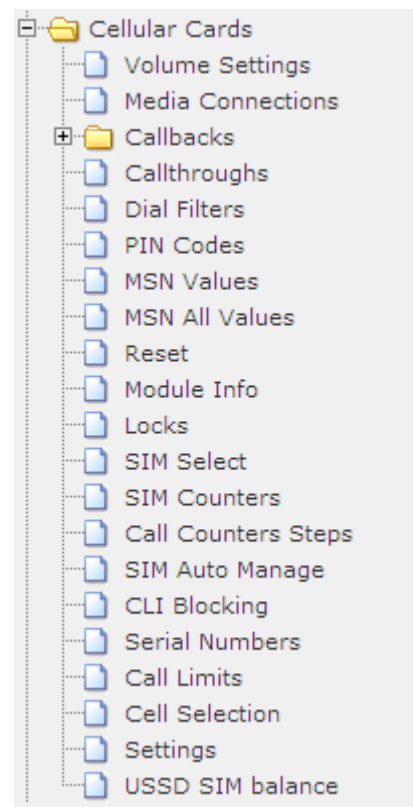 Cellular Cards
Volume Settings
Media Connections
Callbacks
Callthroughs
Dial Filters
PIN Codes
MSN Values
MSN All Values
Reset
Module Info
Locks
SIM Select
SIM Counters
Call Counters Steps
SIM Auto Manage
CLI Blocking
Serial Numbers
Call Limits
Cell Selection
Settings
USSD SIM balance